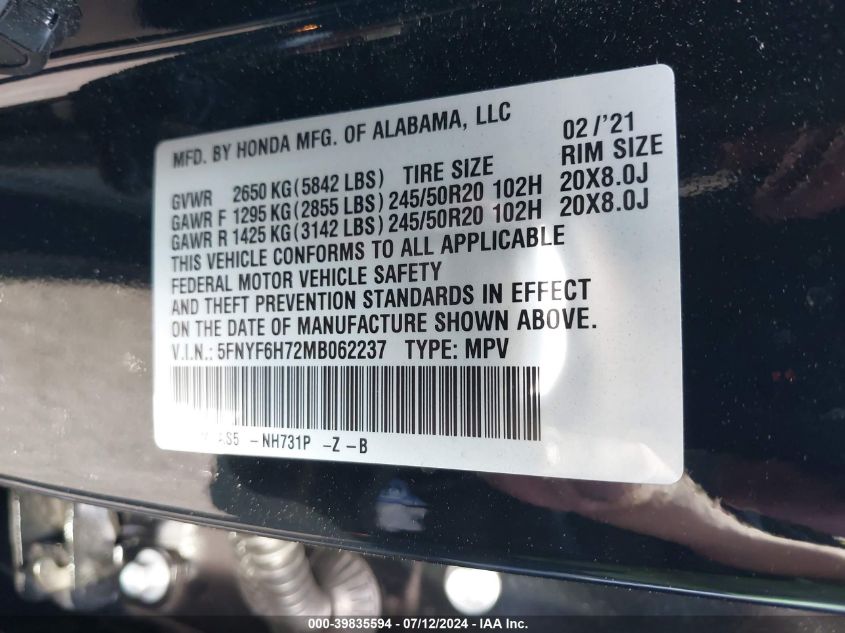 MFD. BY HONDA MFG. OF ALABAMA, LLC 02/'21
GVWR 2650 KG(5842 LBS) TIRE SIZE RIM SIZE
GAWR F 1295 KG(2855 LBS) 245/50R20 102H 20X8.0J
GAWR R 1425 KG(3142 LBS) 245/50R20 102H 20X8.0J
THIS VEHICLE CONFORMS TO ALL APPLICABLE
FEDERAL MOTOR VEHICLE SAFETY
AND THEFT PREVENTION STANDARDS IN EFFECT
ON THE DATE OF MANUFACTURE SHOWN ABOVE.
V.I.N.: 5FNYF6H72MB062237 TYPE: MPV
NH731P -Z -B
000-39835594 - 07/12/2024 - IAA Inc.